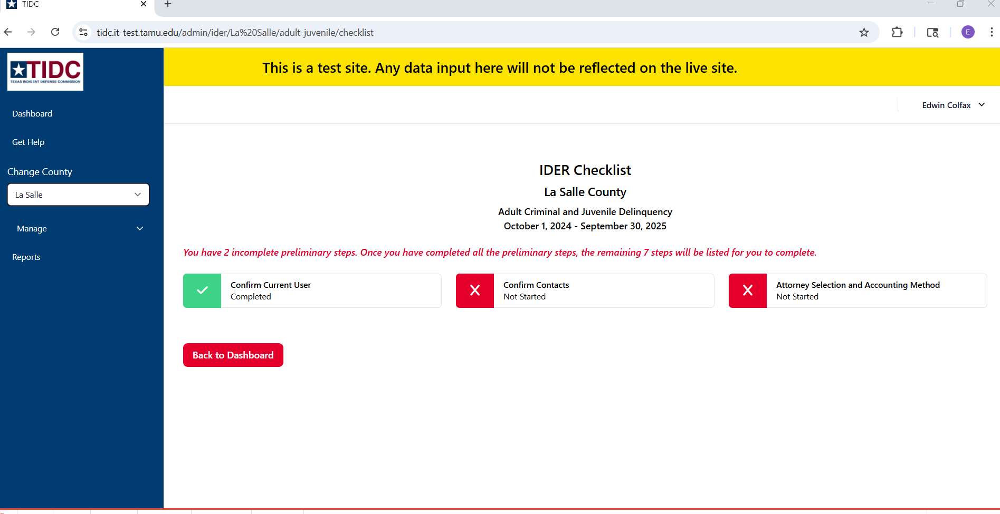 TIDC
tidc.it-test.tamu.edu/admin/ider/La%20Salle/adult-juvenile/checklist
E
TIDC
TEXAS INDIGENT DEFENSE COMMISSION
This is a test site. Any data input here will not be reflected on the live site.
Edwin Colfax
Dashboard
Get Help
Change County
La Salle
Manage
Reports
IDER Checklist
La Salle County
Adult Criminal and Juvenile Delinquency
October 1, 2024 - September 30, 2025
You have 2 incomplete preliminary steps. Once you have completed all the preliminary steps, the remaining 7 steps will be listed for you to complete.
Confirm Current User
Completed
Confirm Contacts
Not Started
Attorney Selection and Accounting Method
Not Started
Back to Dashboard